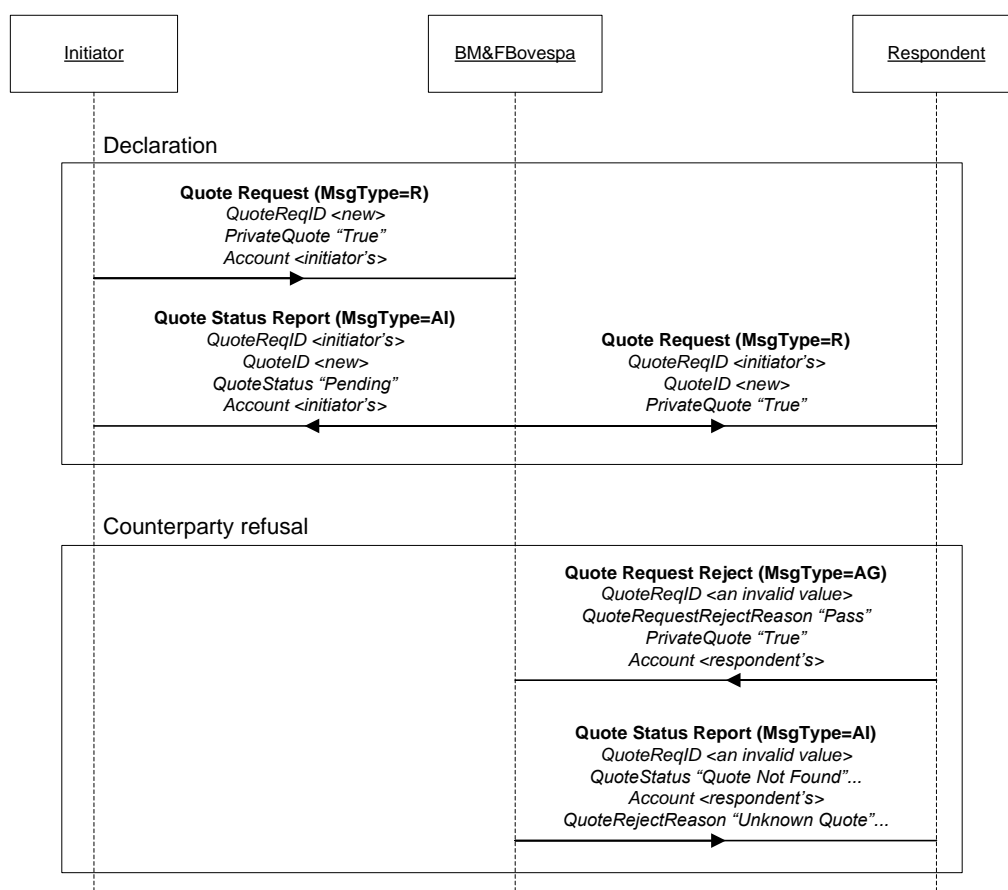 Initiator
BM&FBovespa
Respondent
Declaration
Quote Request (MsgType=R)
QuoteReqID <new>
PrivateQuote “True”
Account <initiator's>
Quote Status Report (MsgType=AI)
QuoteReqID <initiator's>
QuoteID <new>
QuoteStatus “Pending”
Account <initiator's>
Quote Request (MsgType=R)
QuoteReqID <initiator's>
QuoteID <new>
PrivateQuote “True”
Counterparty refusal
Quote Request Reject (MsgType=AG)
QuoteReqID <an invalid value>
QuoteRequestRejectReason “Pass”
PrivateQuote “True”
Account <respondent's>
Quote Status Report (MsgType=AI)
QuoteReqID <an invalid value>
QuoteStatus “Quote Not Found”...
Account <respondent's>
QuoteRejectReason “Unknown Quote”...